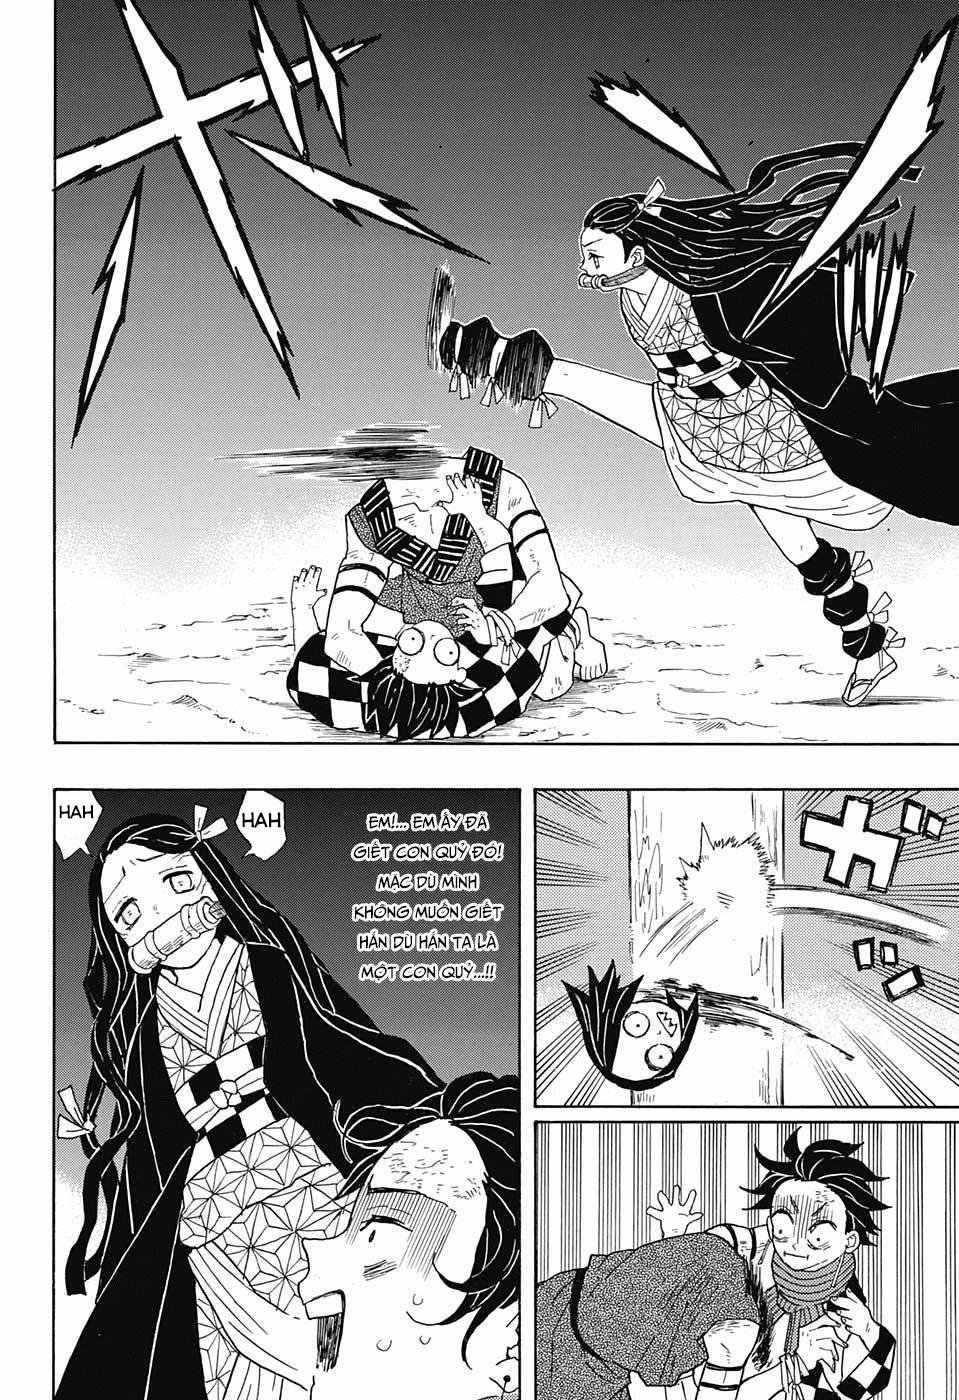 HAH
HAH
EM!... EM ẤY ĐÃ
GIẾT CON QUỶ ĐÓ!
MẶC DÙ MÌNH
KHÔNG MUỐN GIẾT
HẮN DÙ HẮN TA LÀ
MỘT CON QUỶ...!!